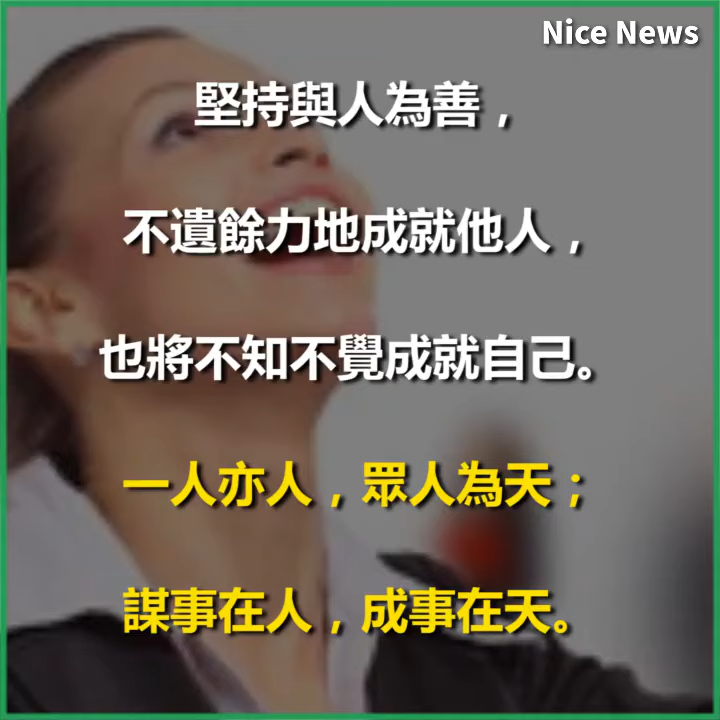 Nice News
堅持與人為善，
不遺餘力地成就他人，
也將不知不覺成就自己。
一人亦人，眾人為天；
謀事在人，成事在天。